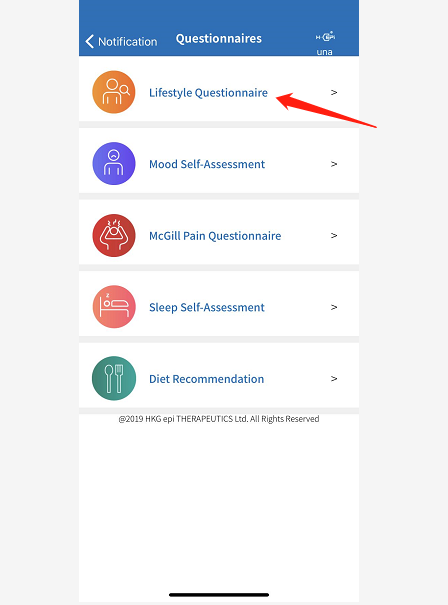 Notification
Questionnaires
H·EPI
una
Lifestyle Questionnaire
>
Mood Self-Assessment
>
McGill Pain Questionnaire
>
z
Sleep Self-Assessment
>
Diet Recommendation
>
@2019 HKG epi THERAPEUTICS Ltd. All Rights Reserved